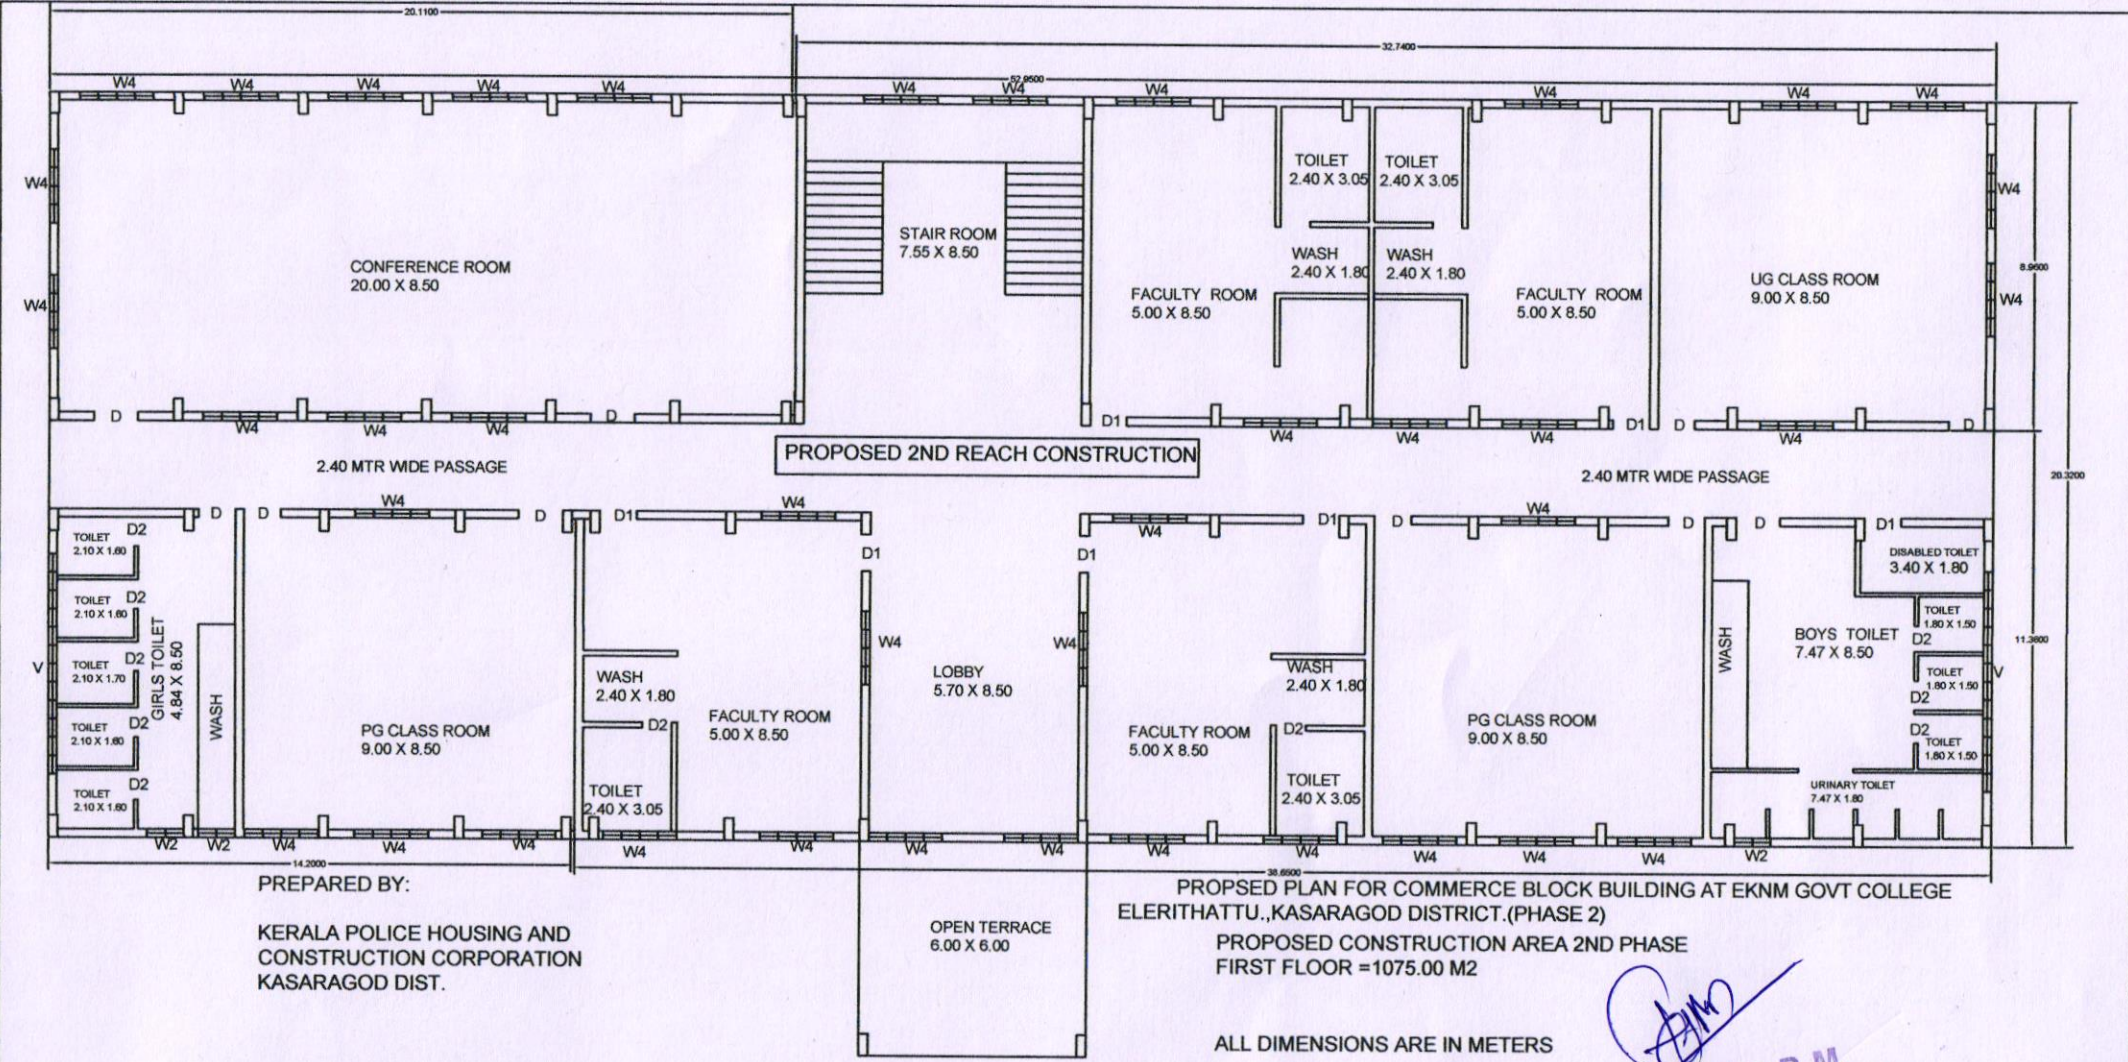 20.1100
32.7400
52.9500
W4 W4 W4 W4 W4 W4 W4 W4 W4 W4 W4
W4
W4
CONFERENCE ROOM
20.00 X 8.50
STAIR ROOM
7.55 X 8.50
FACULTY ROOM
5.00 X 8.50
TOILET
2.40 X 3.05
TOILET
2.40 X 3.05
WASH
2.40 X 1.80
WASH
2.40 X 1.80
FACULTY ROOM
5.00 X 8.50
UG CLASS ROOM
9.00 X 8.50
W4
W4
8.9600
D W4 W4 W4 D
D1 W4 W4 W4 D1 D W4 D
2.40 MTR WIDE PASSAGE
PROPOSED 2ND REACH CONSTRUCTION
2.40 MTR WIDE PASSAGE
20.3200
D D W4 D D1 W4
W4 D1 D W4 D D D1
D1
D1
TOILET
2.10 X 1.60
D2
TOILET
2.10 X 1.60
D2
TOILET
2.10 X 1.70
D2
TOILET
2.10 X 1.60
D2
TOILET
2.10 X 1.60
D2
V
GIRLS TOILET
4.84 X 8.50
WASH
PG CLASS ROOM
9.00 X 8.50
WASH
2.40 X 1.80
D2
TOILET
2.40 X 3.05
FACULTY ROOM
5.00 X 8.50
W4
LOBBY
5.70 X 8.50
W4
FACULTY ROOM
5.00 X 8.50
WASH
2.40 X 1.80
D2
TOILET
2.40 X 3.05
PG CLASS ROOM
9.00 X 8.50
WASH
BOYS TOILET
7.47 X 8.50
DISABLED TOILET
3.40 X 1.80
TOILET
1.80 X 1.50
D2
TOILET
1.80 X 1.50
D2
D2
TOILET
1.80 X 1.50
URINARY TOILET
7.47 X 1.80
V
11.3600
W2 W2 W4 W4 W4 W4 W4 W4 W4 W4 W4 W4 W4 W4 W2
14.2000
38.6500
PREPARED BY:
KERALA POLICE HOUSING AND
CONSTRUCTION CORPORATION
KASARAGOD DIST.
OPEN TERRACE
6.00 X 6.00
PROPSED PLAN FOR COMMERCE BLOCK BUILDING AT EKNM GOVT COLLEGE
ELERITHATTU.,KASARAGOD DISTRICT.(PHASE 2)
PROPOSED CONSTRUCTION AREA 2ND PHASE
FIRST FLOOR =1075.00 M2
ALL DIMENSIONS ARE IN METERS